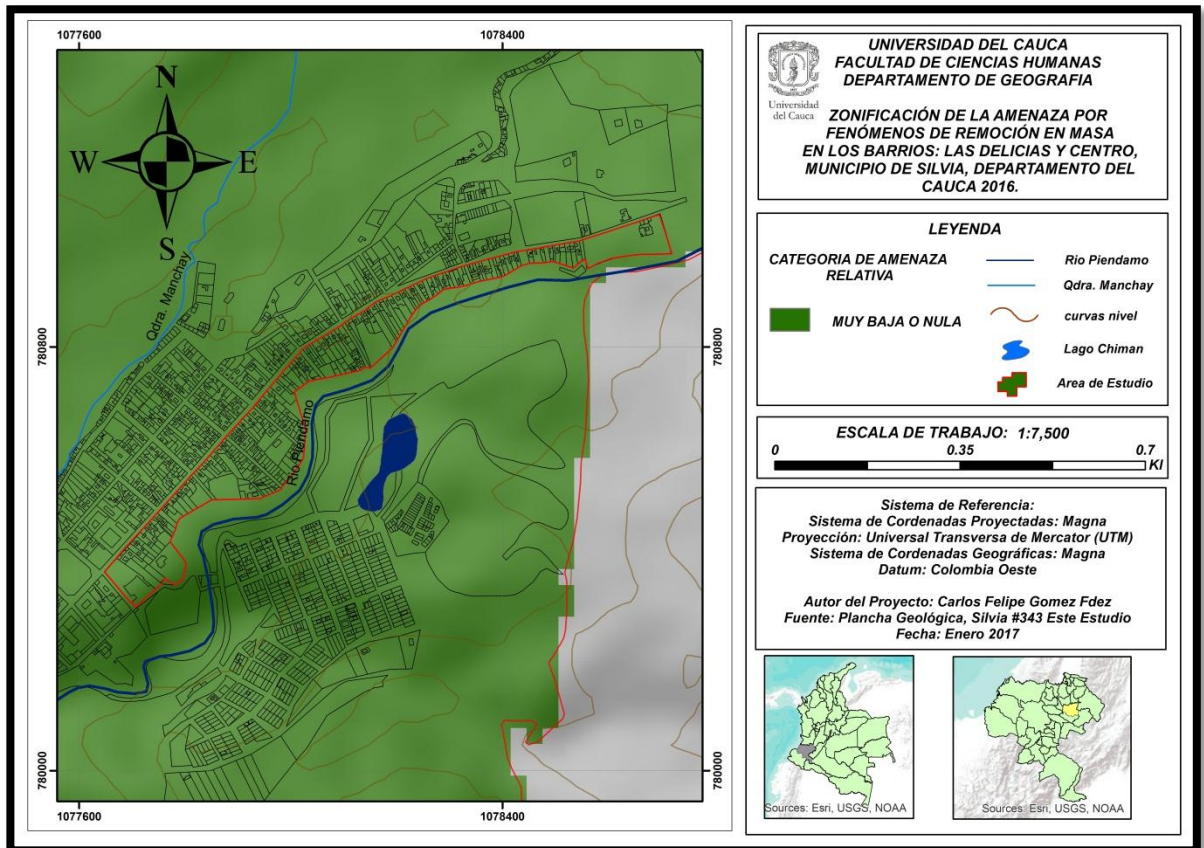 1077600
1078400
N
W
E
S
Qdra. Manchay
Rio Piendamo
780800
780800
780000
780000
1077600
1078400
Universidad
del Cauca
UNIVERSIDAD DEL CAUCA
FACULTAD DE CIENCIAS HUMANAS
DEPARTAMENTO DE GEOGRAFIA
ZONIFICACIÓN DE LA AMENAZA POR
FENÓMENOS DE REMOCIÓN EN MASA
EN LOS BARRIOS: LAS DELICIAS Y CENTRO,
MUNICIPIO DE SILVIA, DEPARTAMENTO DEL
CAUCA 2016.
LEYENDA
CATEGORIA DE AMENAZA
RELATIVA
MUY BAJA O NULA
Rio Piendamo
Qdra. Manchay
curvas nivel
Lago Chiman
Area de Estudio
ESCALA DE TRABAJO: 1:7,500
0 0.35 0.7
Kl
Sistema de Referencia:
Sistema de Cordenadas Proyectadas: Magna
Proyección: Universal Transversa de Mercator (UTM)
Sistema de Cordenadas Geográficas: Magna
Datum: Colombia Oeste
Autor del Proyecto: Carlos Felipe Gomez Fdez
Fuente: Plancha Geológica, Silvia #343 Este Estudio
Fecha: Enero 2017
Sources: Esri, USGS, NOAA
Sources: Esri, USGS, NOAA